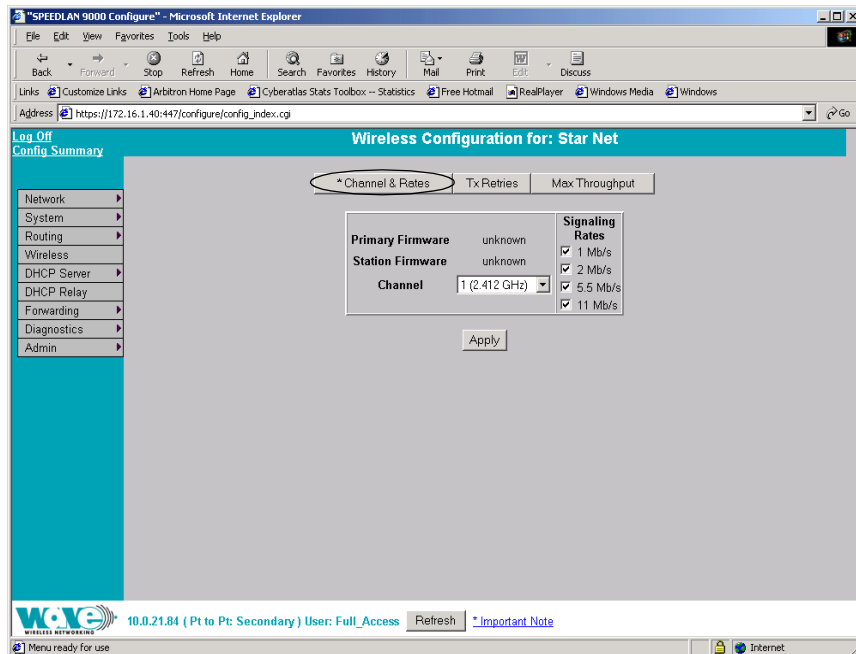 "SPEEDLAN 9000 Configure" - Microsoft Internet Explorer
File Edit View Favorites Tools Help
Back Forward Stop Refresh Home Search Favorites History Mail Print Edit Discuss
Links Customize Links Arbitron Home Page Cyberatlas Stats Toolbox -- Statistics Free Hotmail RealPlayer Windows Media Windows
Address https://172.16.1.40:447/configure/config_index.cgi Go
Log Off
Config Summary
Wireless Configuration for: Star Net
* Channel & Rates Tx Retries Max Throughput
Network
System
Routing
Wireless
DHCP Server
DHCP Relay
Forwarding
Diagnostics
Admin
Primary Firmware unknown
Station Firmware unknown
Channel 1 (2.412 GHz)
Signaling
Rates
1 Mb/s
2 Mb/s
5.5 Mb/s
11 Mb/s
Apply
WAVE
WIRELESS NETWORKING
10.0.21.84 ( Pt to Pt: Secondary ) User: Full_Access Refresh * Important Note
Menu ready for use Internet